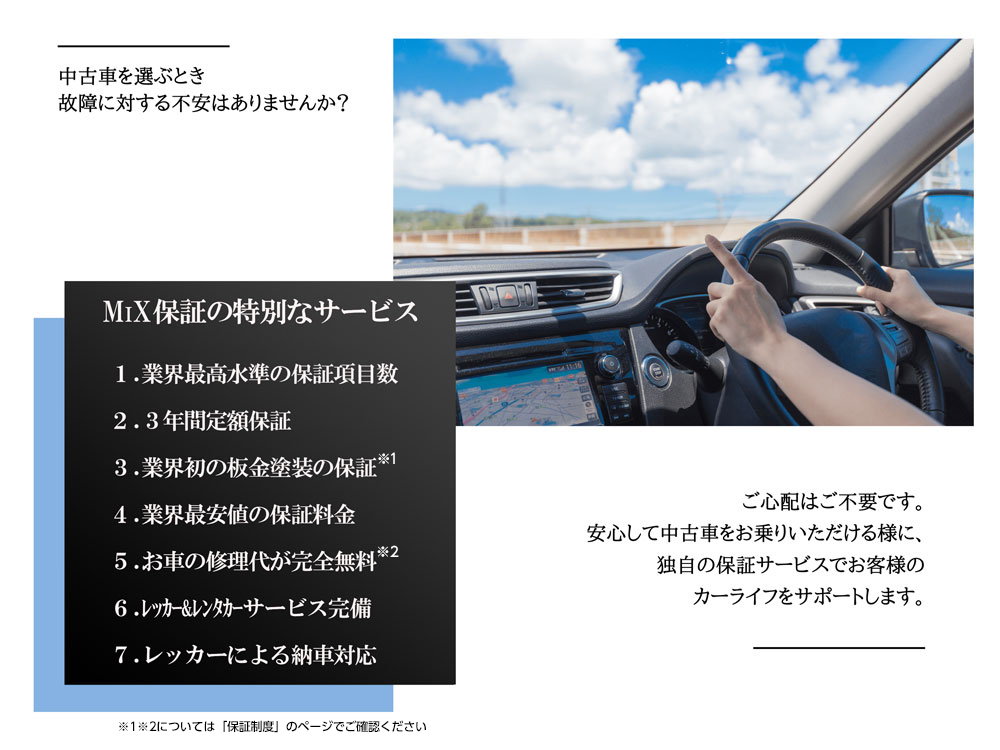 中古車を選ぶとき
故障に対する不安はありませんか？
MIX保証の特別なサービス
１.業界最高水準の保証項目数
２.３年間定額保証
３.業界初の板金塗装の保証※1
４.業界最安値の保証料金
５.お車の修理代が完全無料※2
６.ﾚｯｶｰ&ﾚﾝﾀｶｰサービス完備
７.レッカーによる納車対応
ご心配はご不要です。
安心して中古車をお乗りいただける様に、
独自の保証サービスでお客様の
カーライフをサポートします。
※1※2については「保証制度」のページでご確認ください